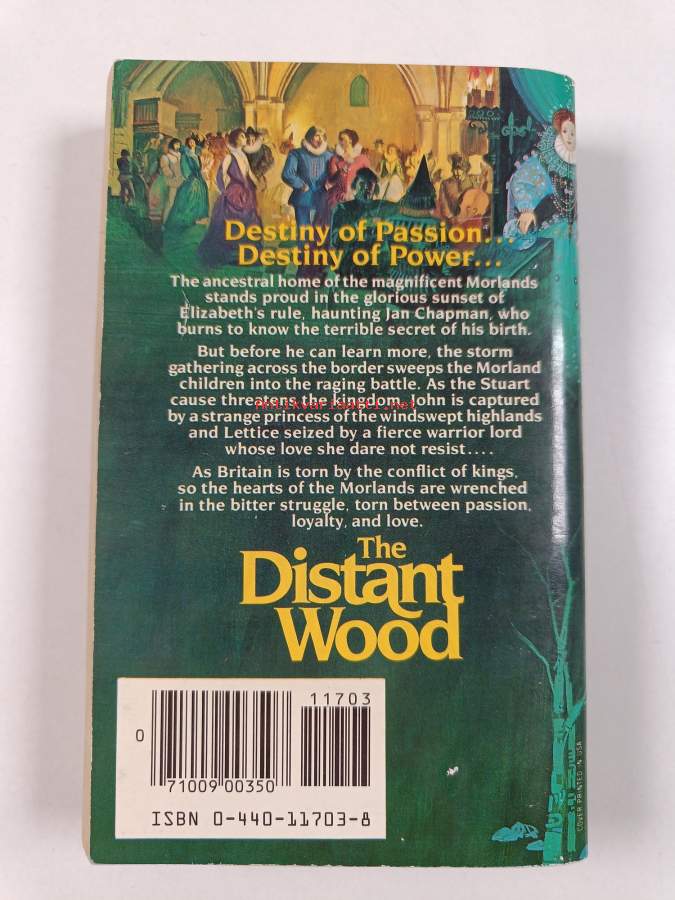 Destiny of Passion...
Destiny of Power...
The ancestral home of the magnificent Morlands
stands proud in the glorious sunset of
Elizabeth's rule, haunting Jan Chapman, who
burns to know the terrible secret of his birth.
But before he can learn more, the storm
gathering across the border sweeps the Morland
children into the raging battle. As the Stuart
cause threatens the kingdom, John is captured
Antikvariaatti.net
by a strange princess of the windswept highlands
and Lettice seized by a fierce warrior lord
whose love she dare not resist....
As Britain is torn by the conflict of kings,
so the hearts of the Morlands are wrenched
in the bitter struggle, torn between passion,
loyalty, and love.
The
Distant
Wood
11703
0
71009 00350
ISBN 0-440-11703-8
COVER PRINTED IN USA